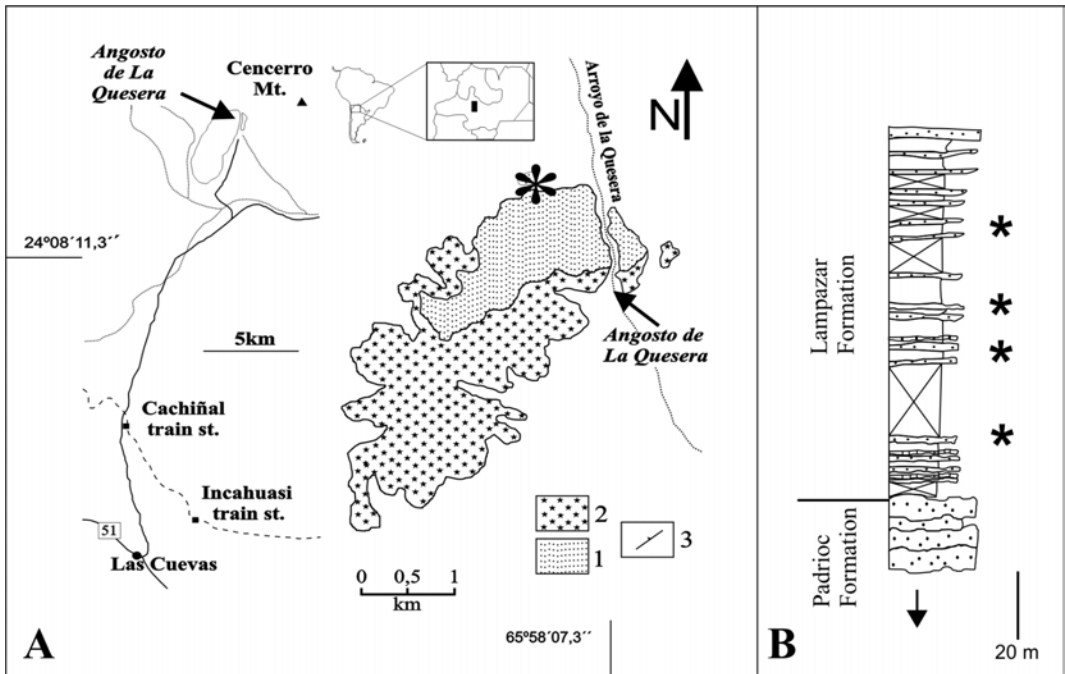 Angosto
de La
Quesera
Cencerro
Mt.
Arroyo de la Quesera
N
24º08´11,3´´
5km
Angosto de
La Quesera
Cachiñal
train st.
Incahuasi
train st.
51
Las Cuevas
2
1
3
0 0,5 1
km
65º58´07,3´´
A
B
Lampazar
Formation
Padrioc
Formation
20 m